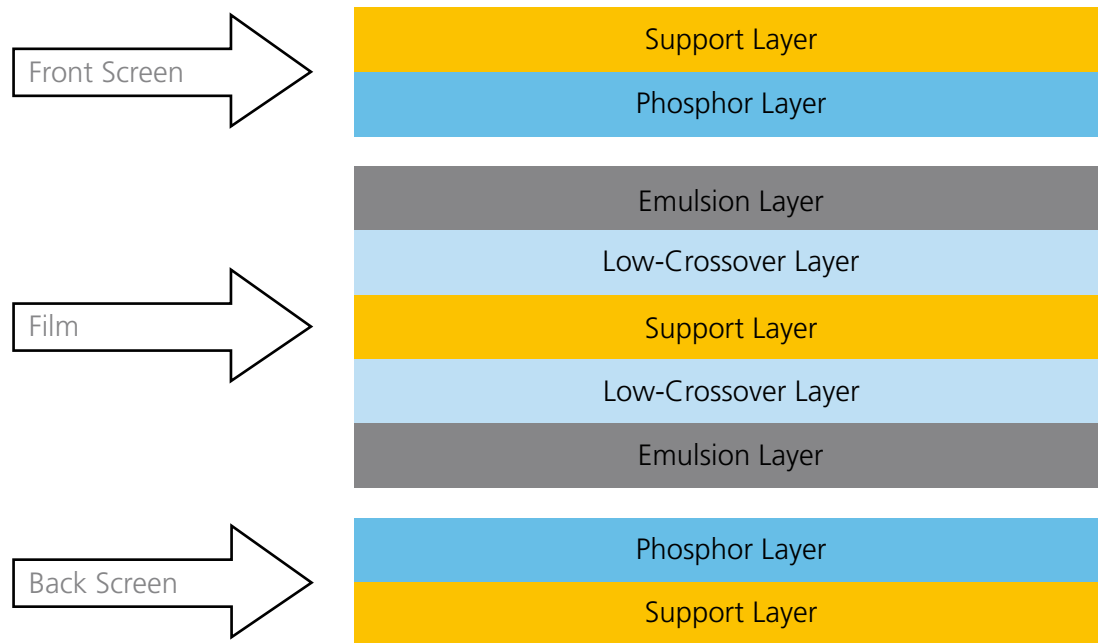 Front Screen
Support Layer
Phosphor Layer
Film
Emulsion Layer
Low-Crossover Layer
Support Layer
Low-Crossover Layer
Emulsion Layer
Back Screen
Phosphor Layer
Support Layer